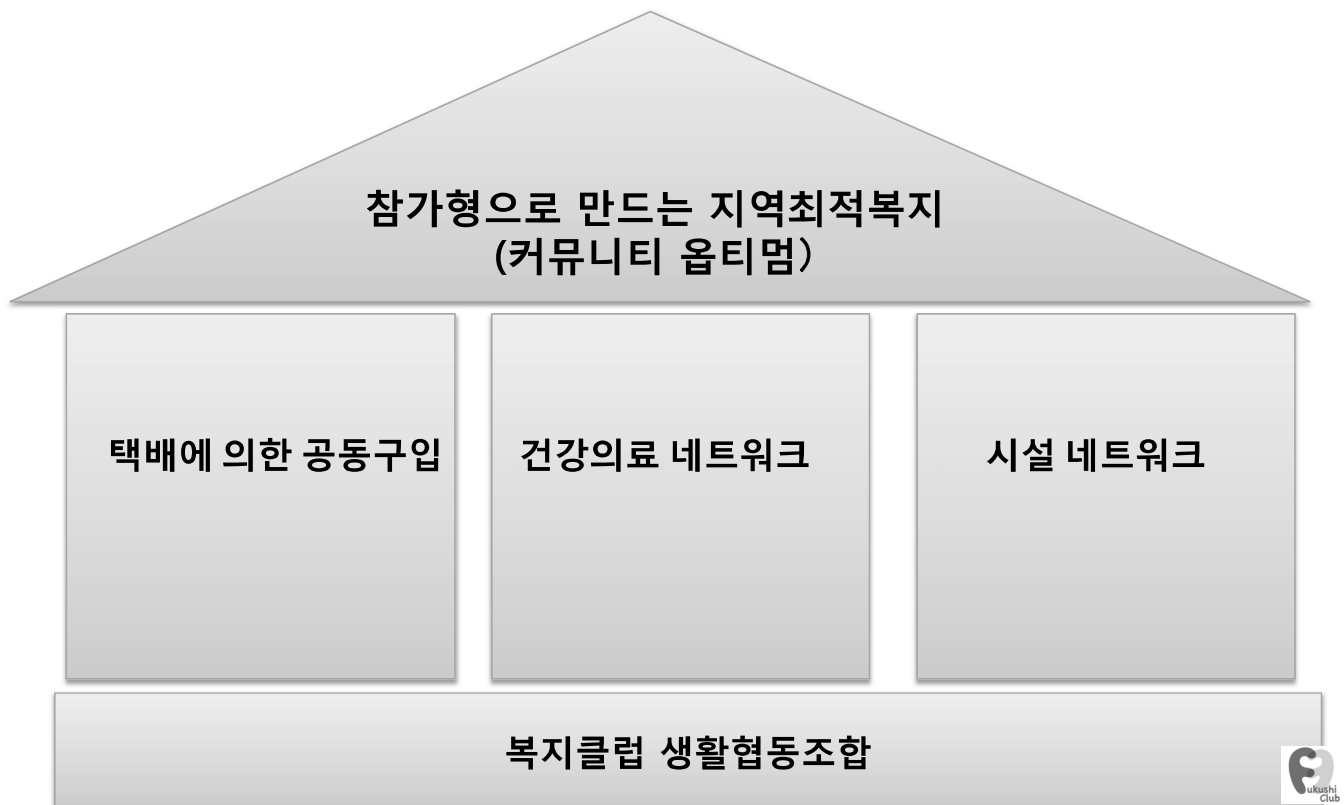 참가형으로 만드는 지역최적복지
(커뮤니티 옵티멈)
택배에 의한 공동구입
건강의료 네트워크
시설 네트워크
복지클럽 생활협동조합
Fukushi
Club